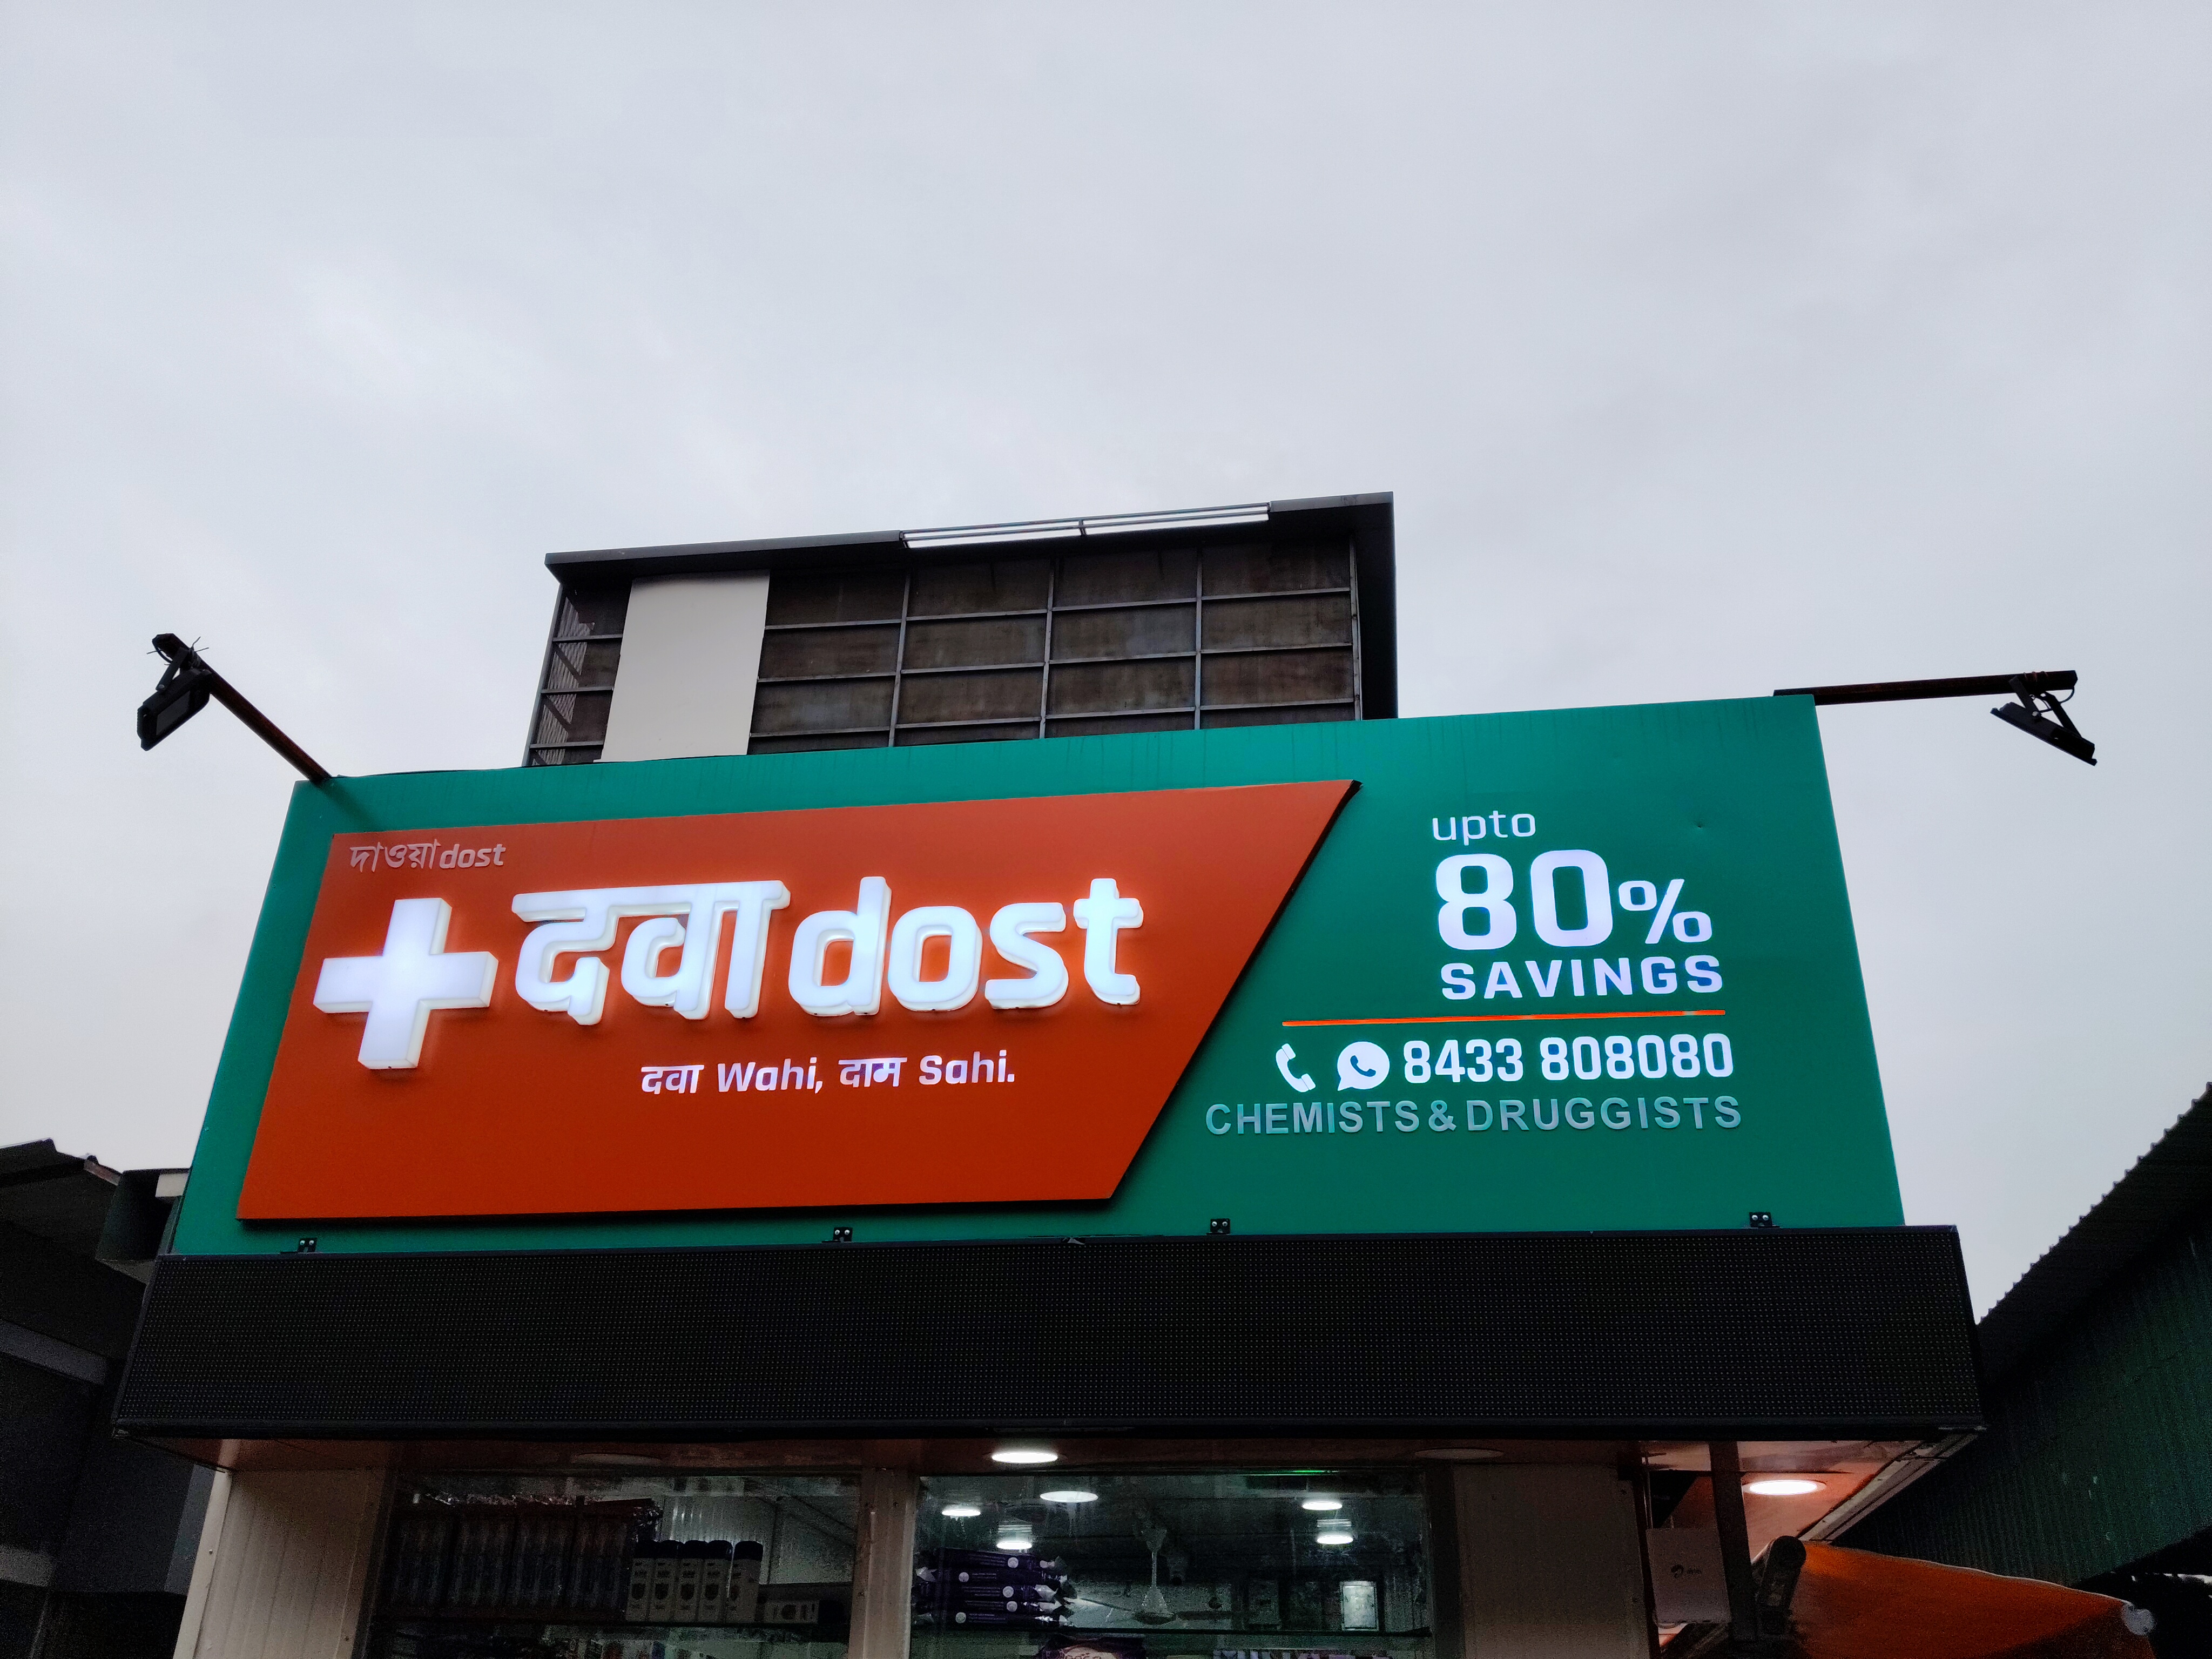 দাওয়াdost
दवाdost
दवा Wahi, दाम Sahi.
upto
80%
SAVINGS
8433 808080
CHEMISTS & DRUGGISTS